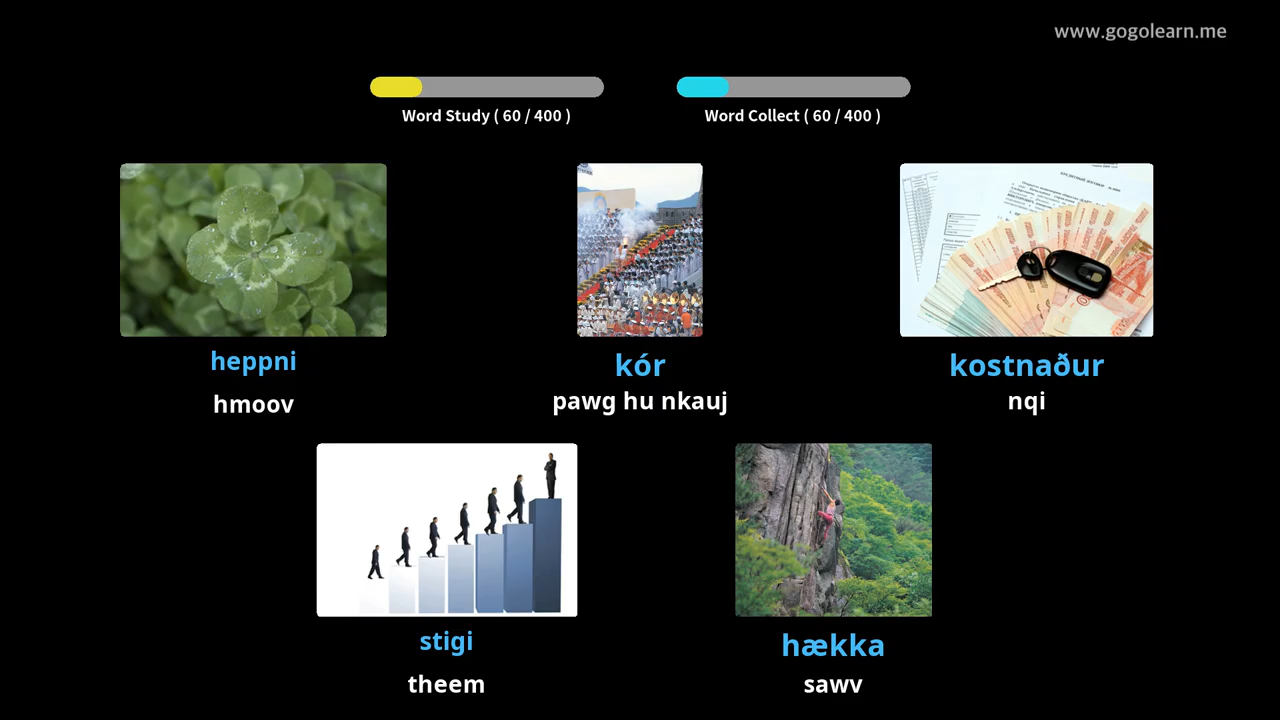 www.gogolearn.me
Word Study ( 60 / 400 )
Word Collect ( 60 / 400 )
heppni
hmoov
kór
pawg hu nkauj
kostnaður
nqi
stigi
theem
hækka
sawv